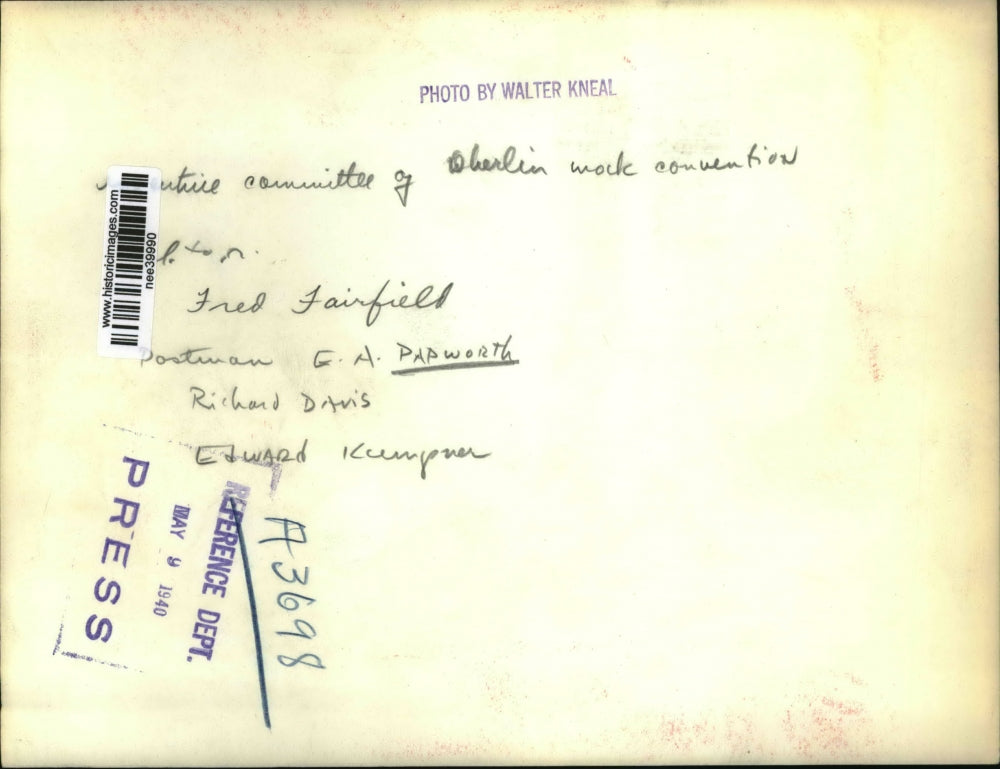 PHOTO BY WALTER KNEAL
committee of Oberlin mock convention
l. to r.
Fred Fairfield
Postman E. A. PAPWORTH
Richard DAvis
EdWARd Kempner
www.historicimages.com
nee39990
PRESS
MAY 9 1940
REFERENCE DEPT.
A3698